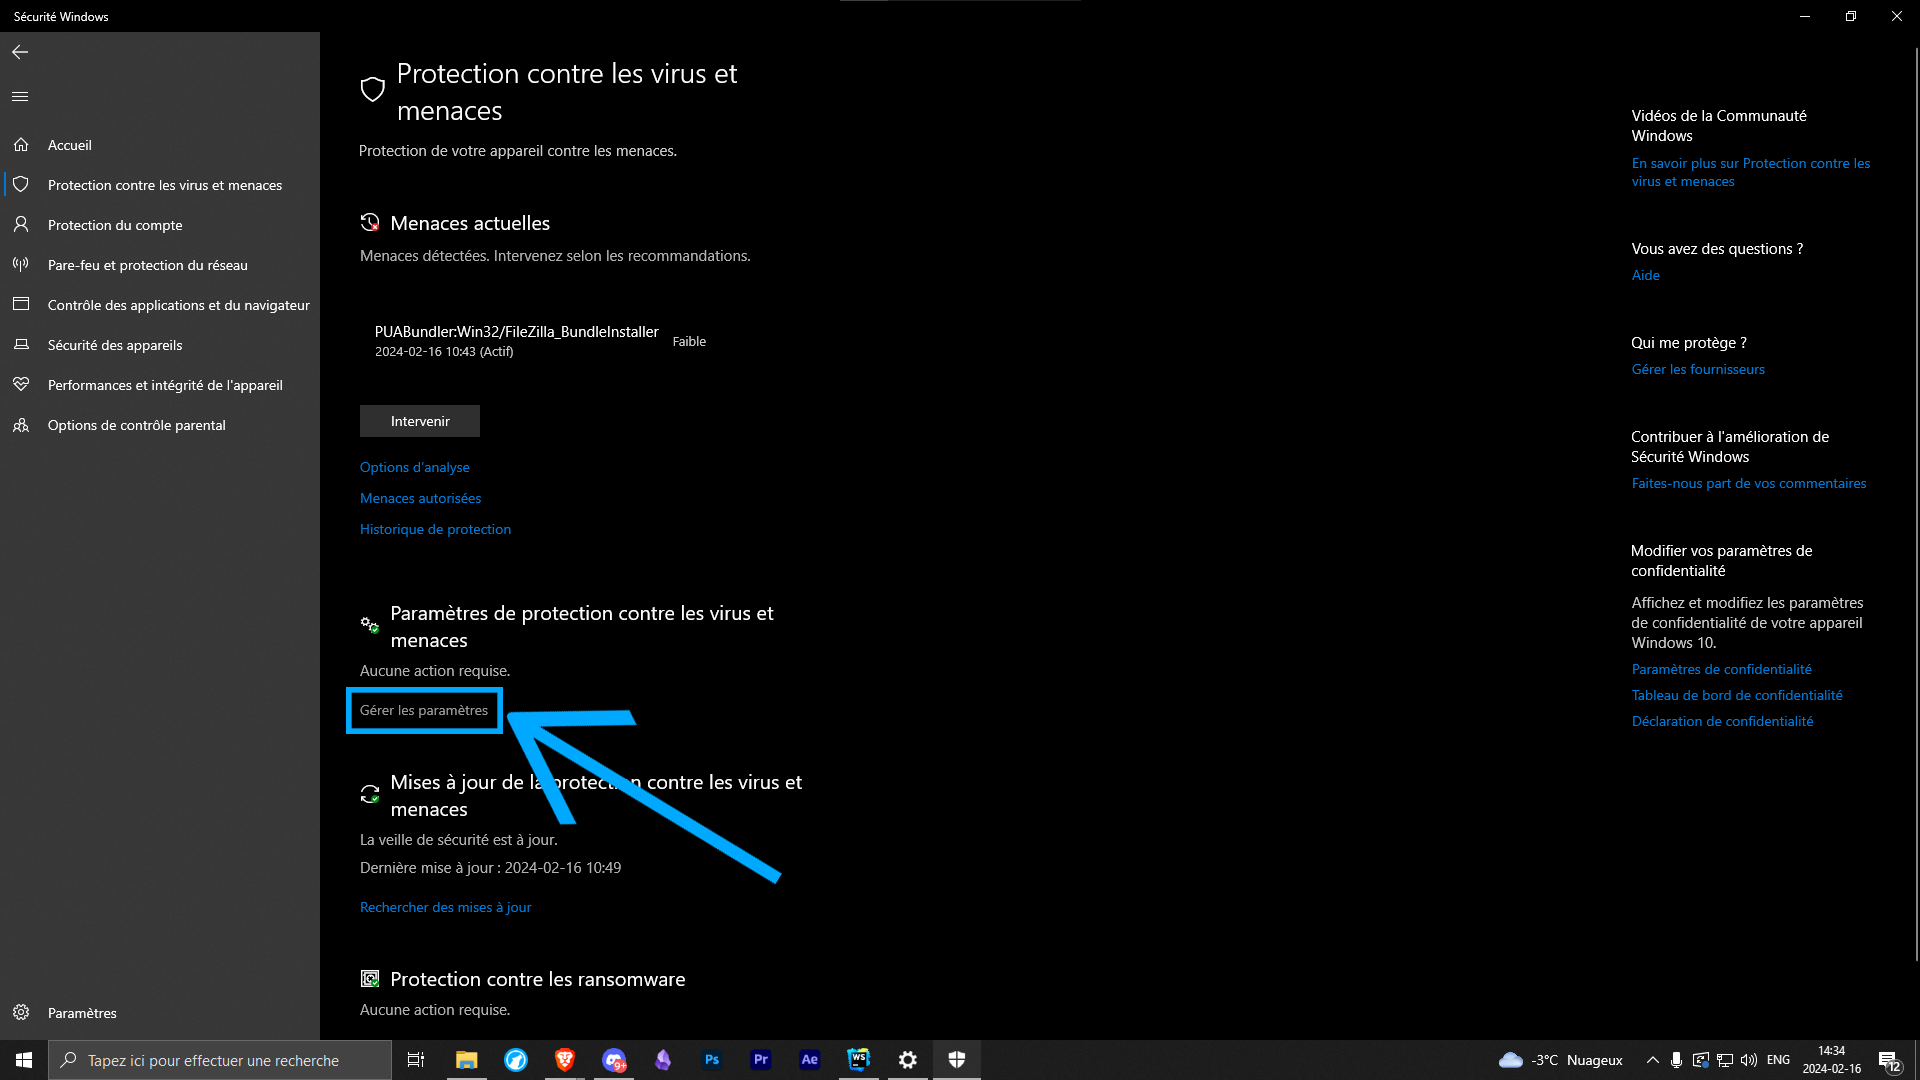 Sécurité Windows
Accueil
Protection contre les virus et menaces
Protection du compte
Pare-feu et protection du réseau
Contrôle des applications et du navigateur
Sécurité des appareils
Performances et intégrité de l'appareil
Options de contrôle parental
Paramètres
Protection contre les virus et
menaces
Protection de votre appareil contre les menaces.
Menaces actuelles
Menaces détectées. Intervenez selon les recommandations.
PUABundler:Win32/FileZilla_BundleInstaller
2024-02-16 10:43 (Actif)
Faible
Intervenir
Options d'analyse
Menaces autorisées
Historique de protection
Paramètres de protection contre les virus et
menaces
Aucune action requise.
Gérer les paramètres
Mises à jour de la protection contre les virus et
menaces
La veille de sécurité est à jour.
Dernière mise à jour : 2024-02-16 10:49
Rechercher des mises à jour
Protection contre les ransomware
Aucune action requise.
Vidéos de la Communauté
Windows
En savoir plus sur Protection contre les
virus et menaces
Vous avez des questions ?
Aide
Qui me protège ?
Gérer les fournisseurs
Contribuer à l'amélioration de
Sécurité Windows
Faites-nous part de vos commentaires
Modifier vos paramètres de
confidentialité
Affichez et modifiez les paramètres
de confidentialité de votre appareil
Windows 10.
Paramètres de confidentialité
Tableau de bord de confidentialité
Déclaration de confidentialité
Tapez ici pour effectuer une recherche
9+
Ps
Pr
Ae
WS
-3°C Nuageux
ENG
14:34
2024-02-16
12